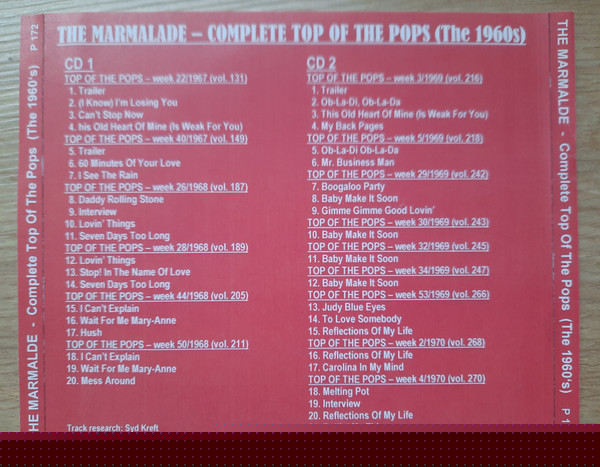 THE MARMALADE – COMPLETE TOP OF THE POPS (The 1960s)
CD 1
TOP OF THE POPS – week 22/1967 (vol. 131)
1. Trailer
2. (I Know) I'm Losing You
3. Can't Stop Now
4. his Old Heart Of Mine (Is Weak For You)
TOP OF THE POPS – week 40/1967 (vol. 149)
5. Trailer
6. 60 Minutes Of Your Love
7. I See The Rain
TOP OF THE POPS – week 26/1968 (vol. 187)
8. Daddy Rolling Stone
9. Interview
10. Lovin' Things
11. Seven Days Too Long
TOP OF THE POPS – week 28/1968 (vol. 189)
12. Lovin' Things
13. Stop! In The Name Of Love
14. Seven Days Too Long
TOP OF THE POPS – week 44/1968 (vol. 205)
15. I Can't Explain
16. Wait For Me Mary-Anne
17. Hush
TOP OF THE POPS – week 50/1968 (vol. 211)
18. I Can't Explain
19. Wait For Me Mary-Anne
20. Mess Around
Track research: Syd Kreft
CD 2
TOP OF THE POPS – week 3/1969 (vol. 216)
1. Trailer
2. Ob-La-Di, Ob-La-Da
3. This Old Heart Of Mine (Is Weak For You)
4. My Back Pages
TOP OF THE POPS – week 5/1969 (vol. 218)
5. Ob-La-Di Ob-La-Da
6. Mr. Business Man
TOP OF THE POPS – week 29/1969 (vol. 242)
7. Boogaloo Party
8. Baby Make It Soon
9. Gimme Gimme Good Lovin'
TOP OF THE POPS – week 30/1969 (vol. 243)
10. Baby Make It Soon
TOP OF THE POPS – week 32/1969 (vol. 245)
11. Baby Make It Soon
TOP OF THE POPS – week 34/1969 (vol. 247)
12. Baby Make It Soon
TOP OF THE POPS – week 53/1969 (vol. 266)
13. Judy Blue Eyes
14. To Love Somebody
15. Reflections Of My Life
TOP OF THE POPS – week 2/1970 (vol. 268)
16. Reflections Of My Life
17. Carolina In My Mind
TOP OF THE POPS – week 4/1970 (vol. 270)
18. Melting Pot
19. Interview
20. Reflections Of My Life
THE MARMALDE - Complete Top Of The Pops (The 1960's) P 172
THE MARMALDE - Complete Top Of The Pops (The 1960's) P 1